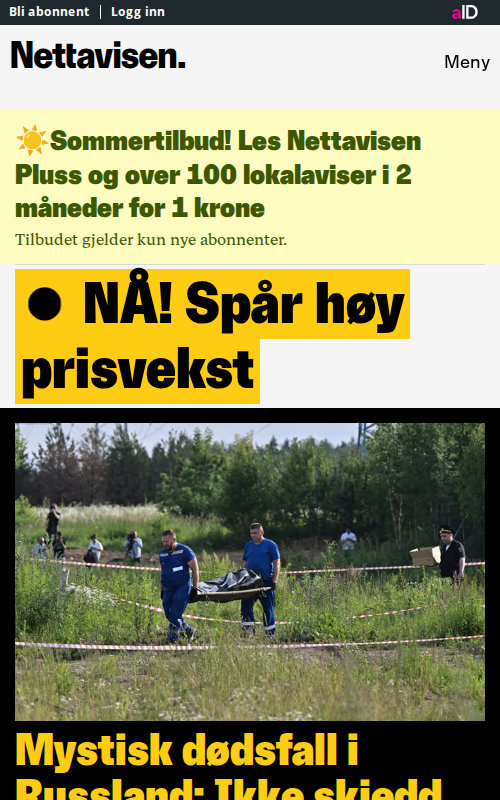 Bli abonnent
Logg inn
aID
Nettavisen.
Meny
Sommertilbud! Les Nettavisen
Pluss og over 100 lokalaviser i 2
måneder for 1 krone
Tilbudet gjelder kun nye abonnenter.
NÅ! Spår høy
prisvekst
Mystisk dødsfall i
Russland: Ikke skjedd